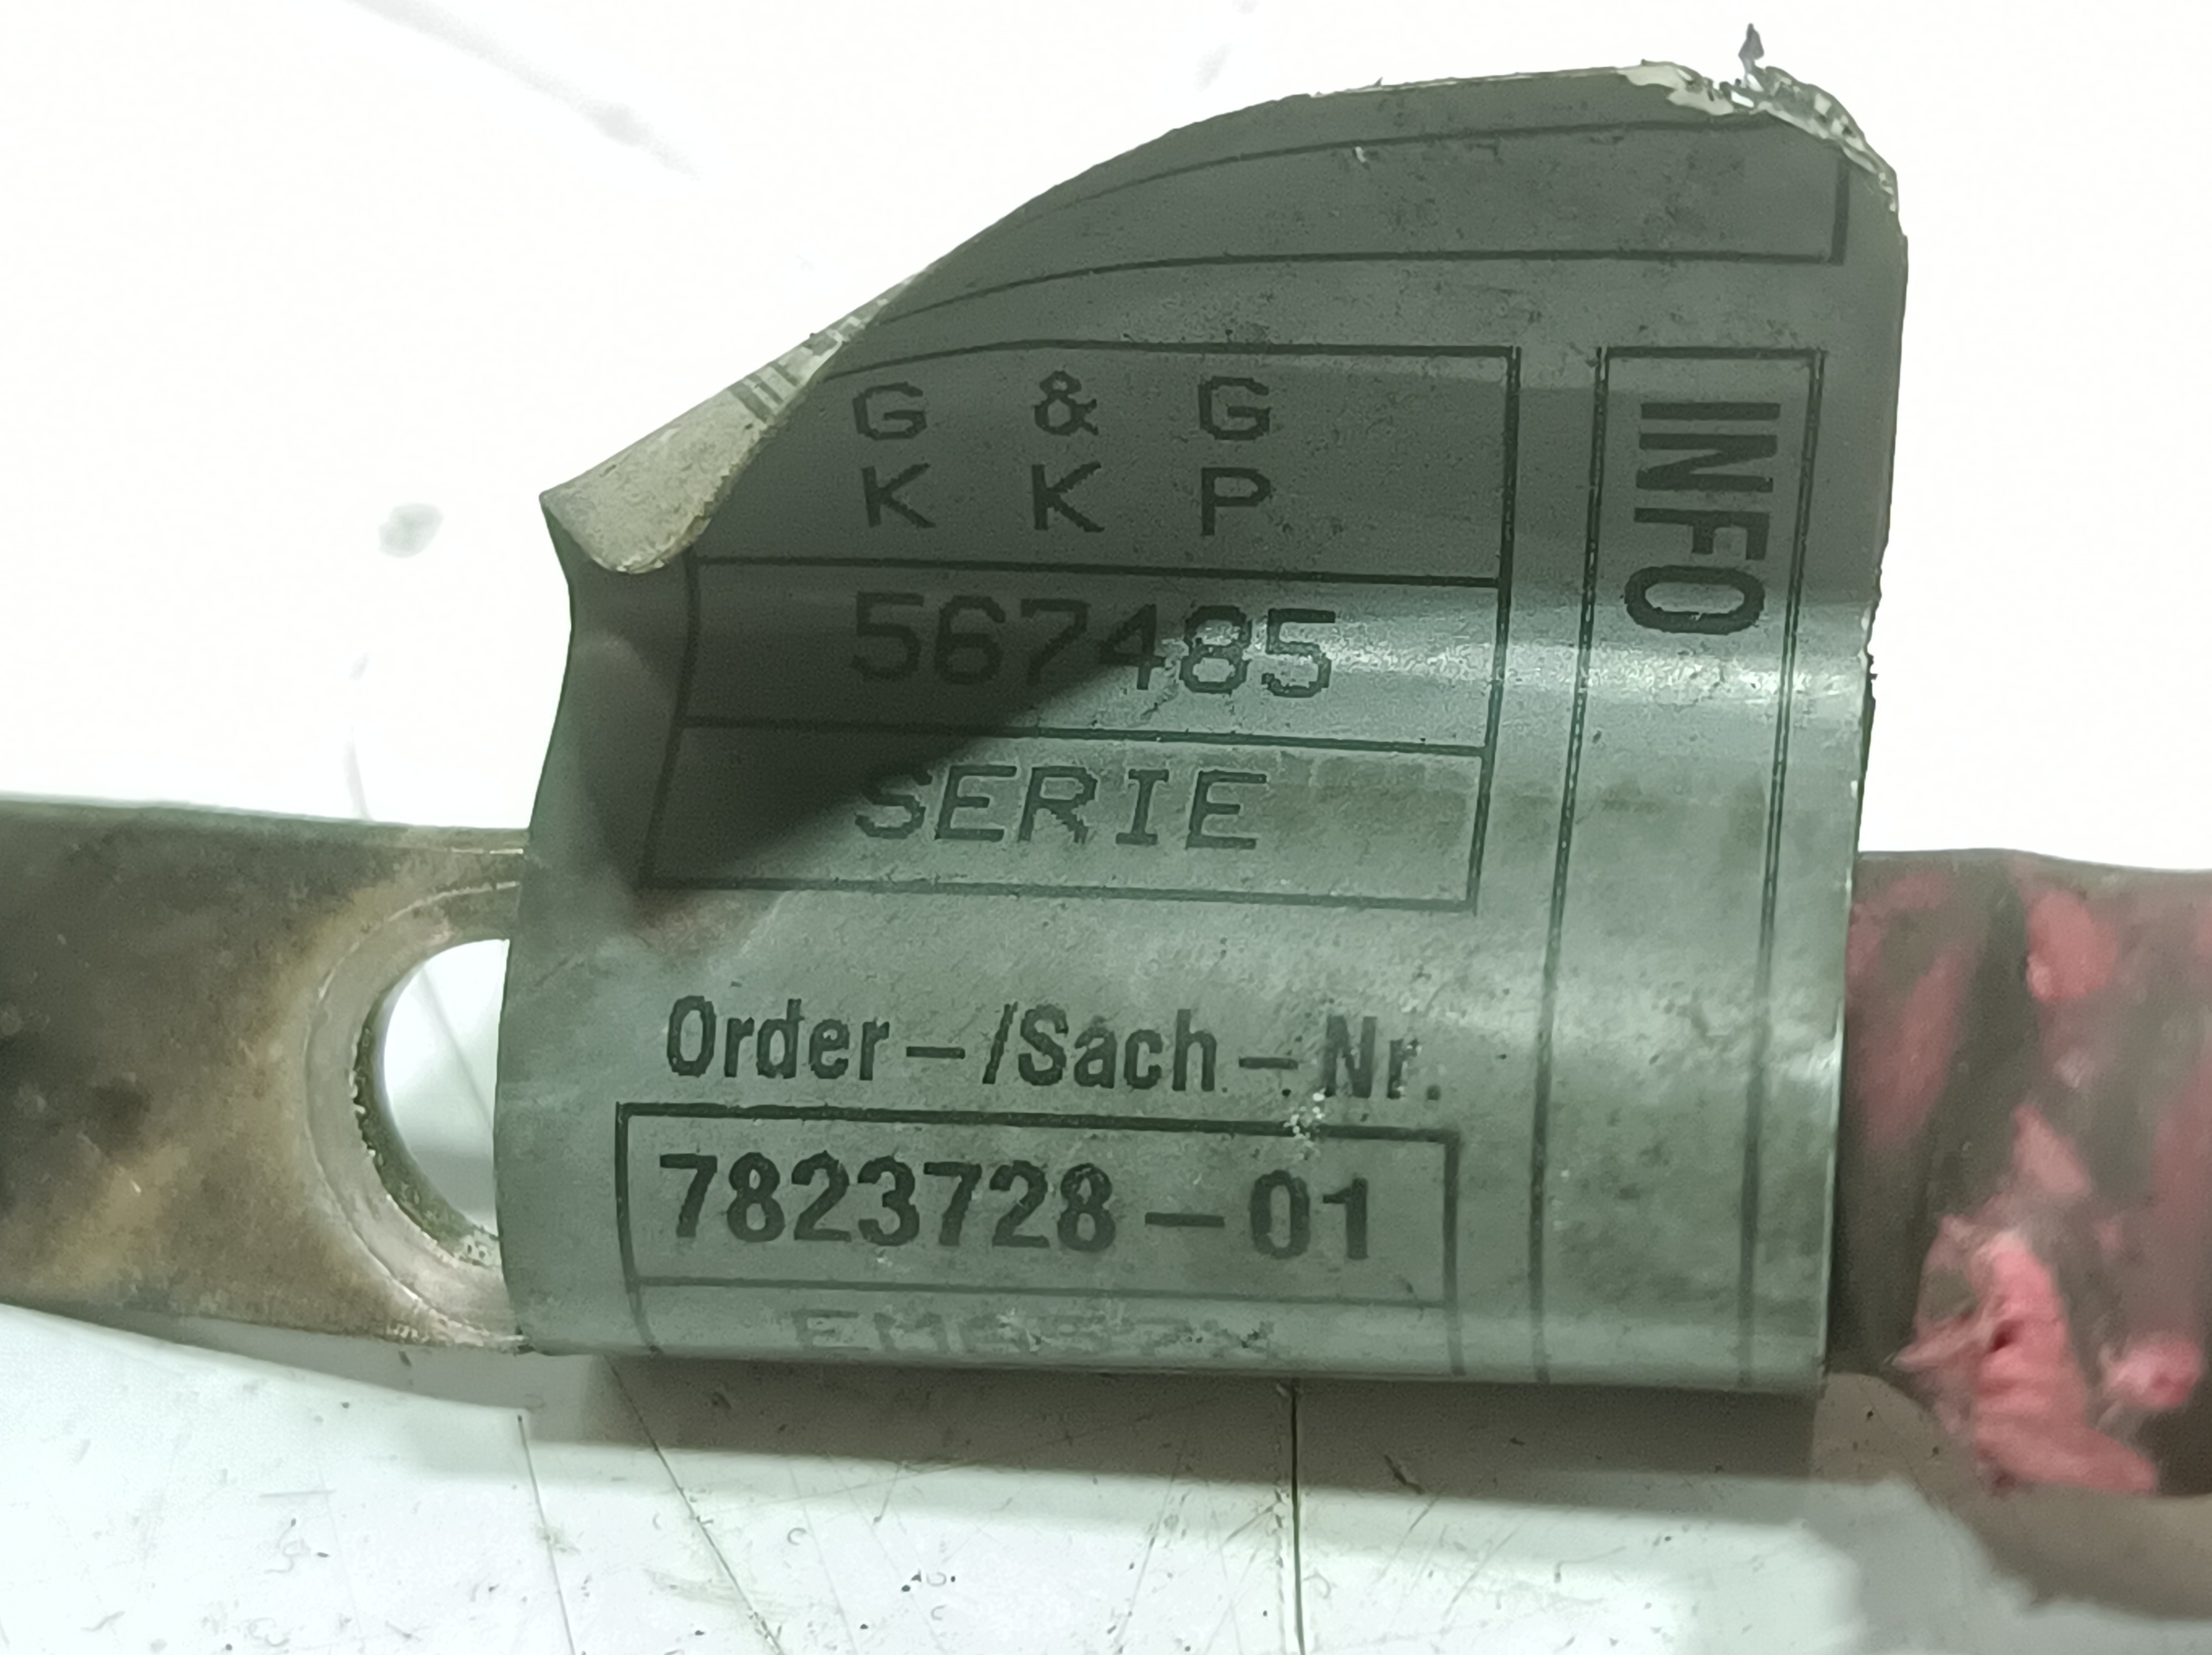 G & G
K K P
567485
SERIE
INFO
Order-/Sach-Nr.
7823728-01